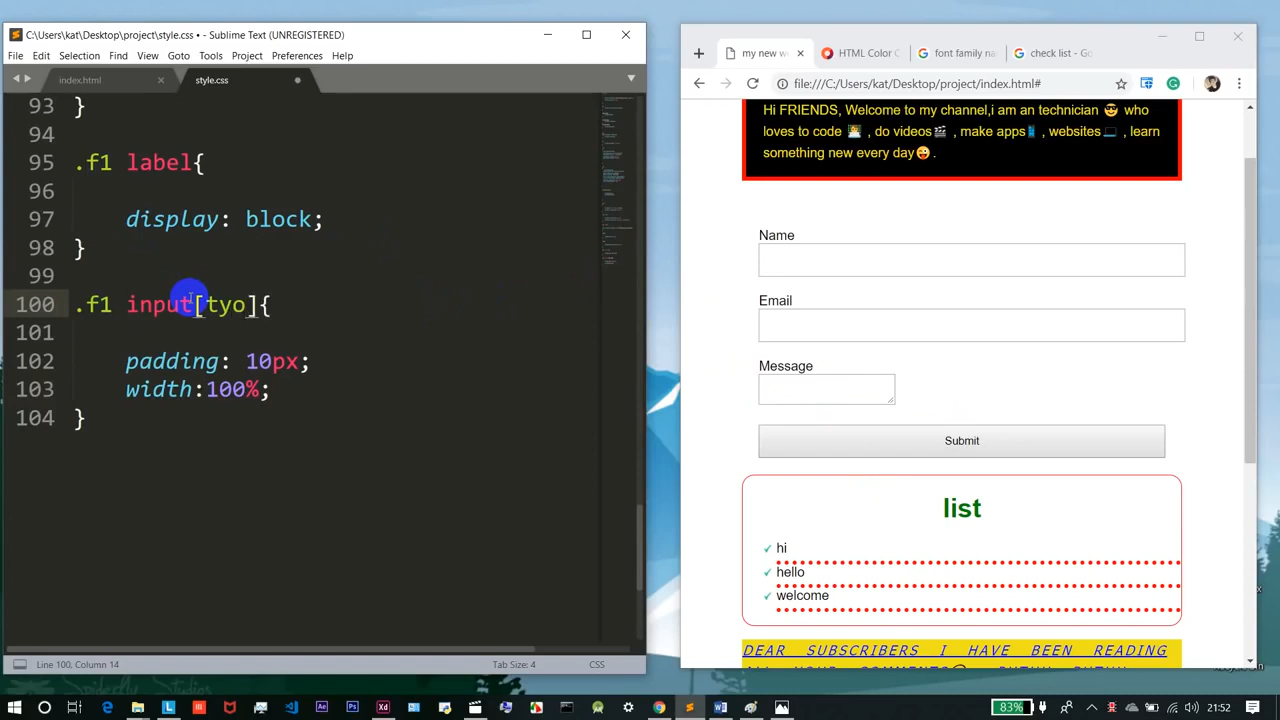 C:\Users\kat\Desktop\project\style.css • - Sublime Text (UNREGISTERED)
File Edit Selection Find View Goto Tools Project Preferences Help
index.html
style.css
93 }
94
95 .f1 label{
96
97 display: block;
98 }
99
100 .f1 input[tyo]{
101
102 padding: 10px;
103 width:100%;
104 }
Line 100, Column 14
Tab Size: 4
CSS
my new w
HTML Color C
font family na
check list - Go
file:///C:/Users/kat/Desktop/project/index.html#
Hi FRIENDS, Welcome to my channel,i am an technician 😎 who
loves to code 👨‍💻 , do videos🎬 , make apps📱, websites💻 , learn
something new every day😜 .
Name
Email
Message
Submit
list
hi
hello
welcome
DEAR SUBSCRIBERS I HAVE BEEN READING
Spiderfly Studios
83%
21:52